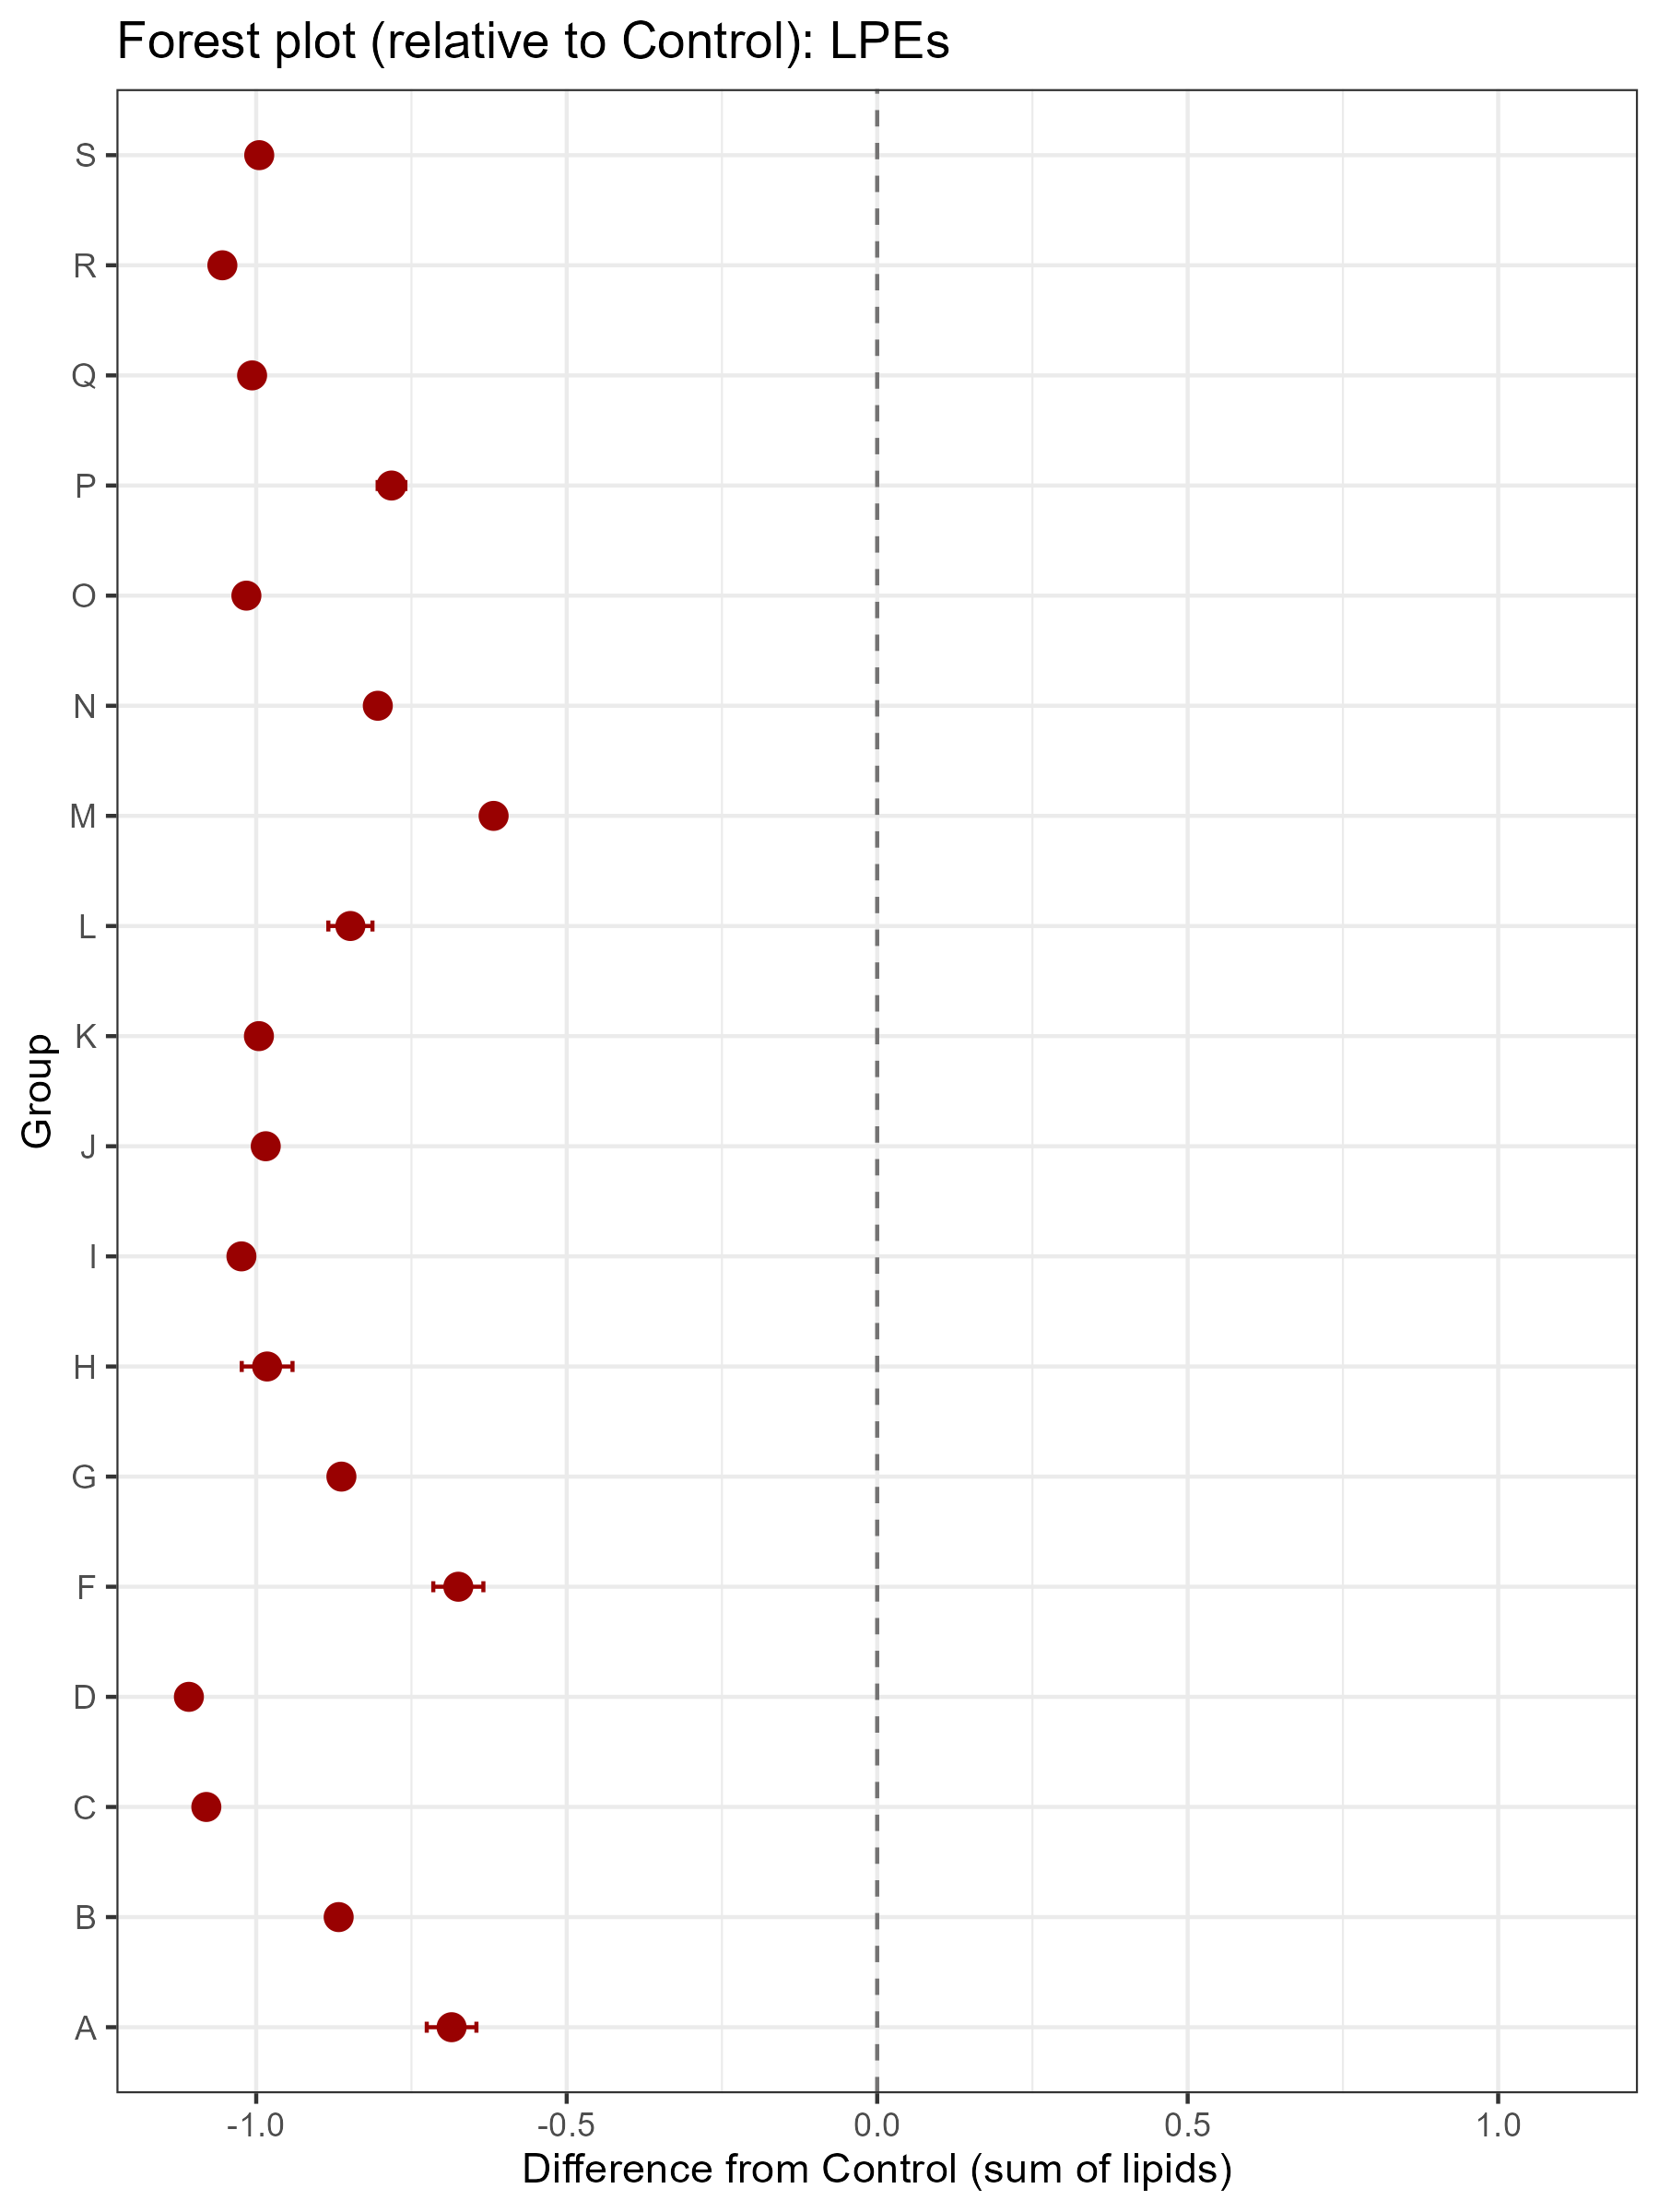 Forest plot (relative to Control): LPEs
S
R
Q
P
O
N
M
L
K
J
I
H
G
F
D
C
B
A
Group
-1.0 -0.5 0.0 0.5 1.0
Difference from Control (sum of lipids)